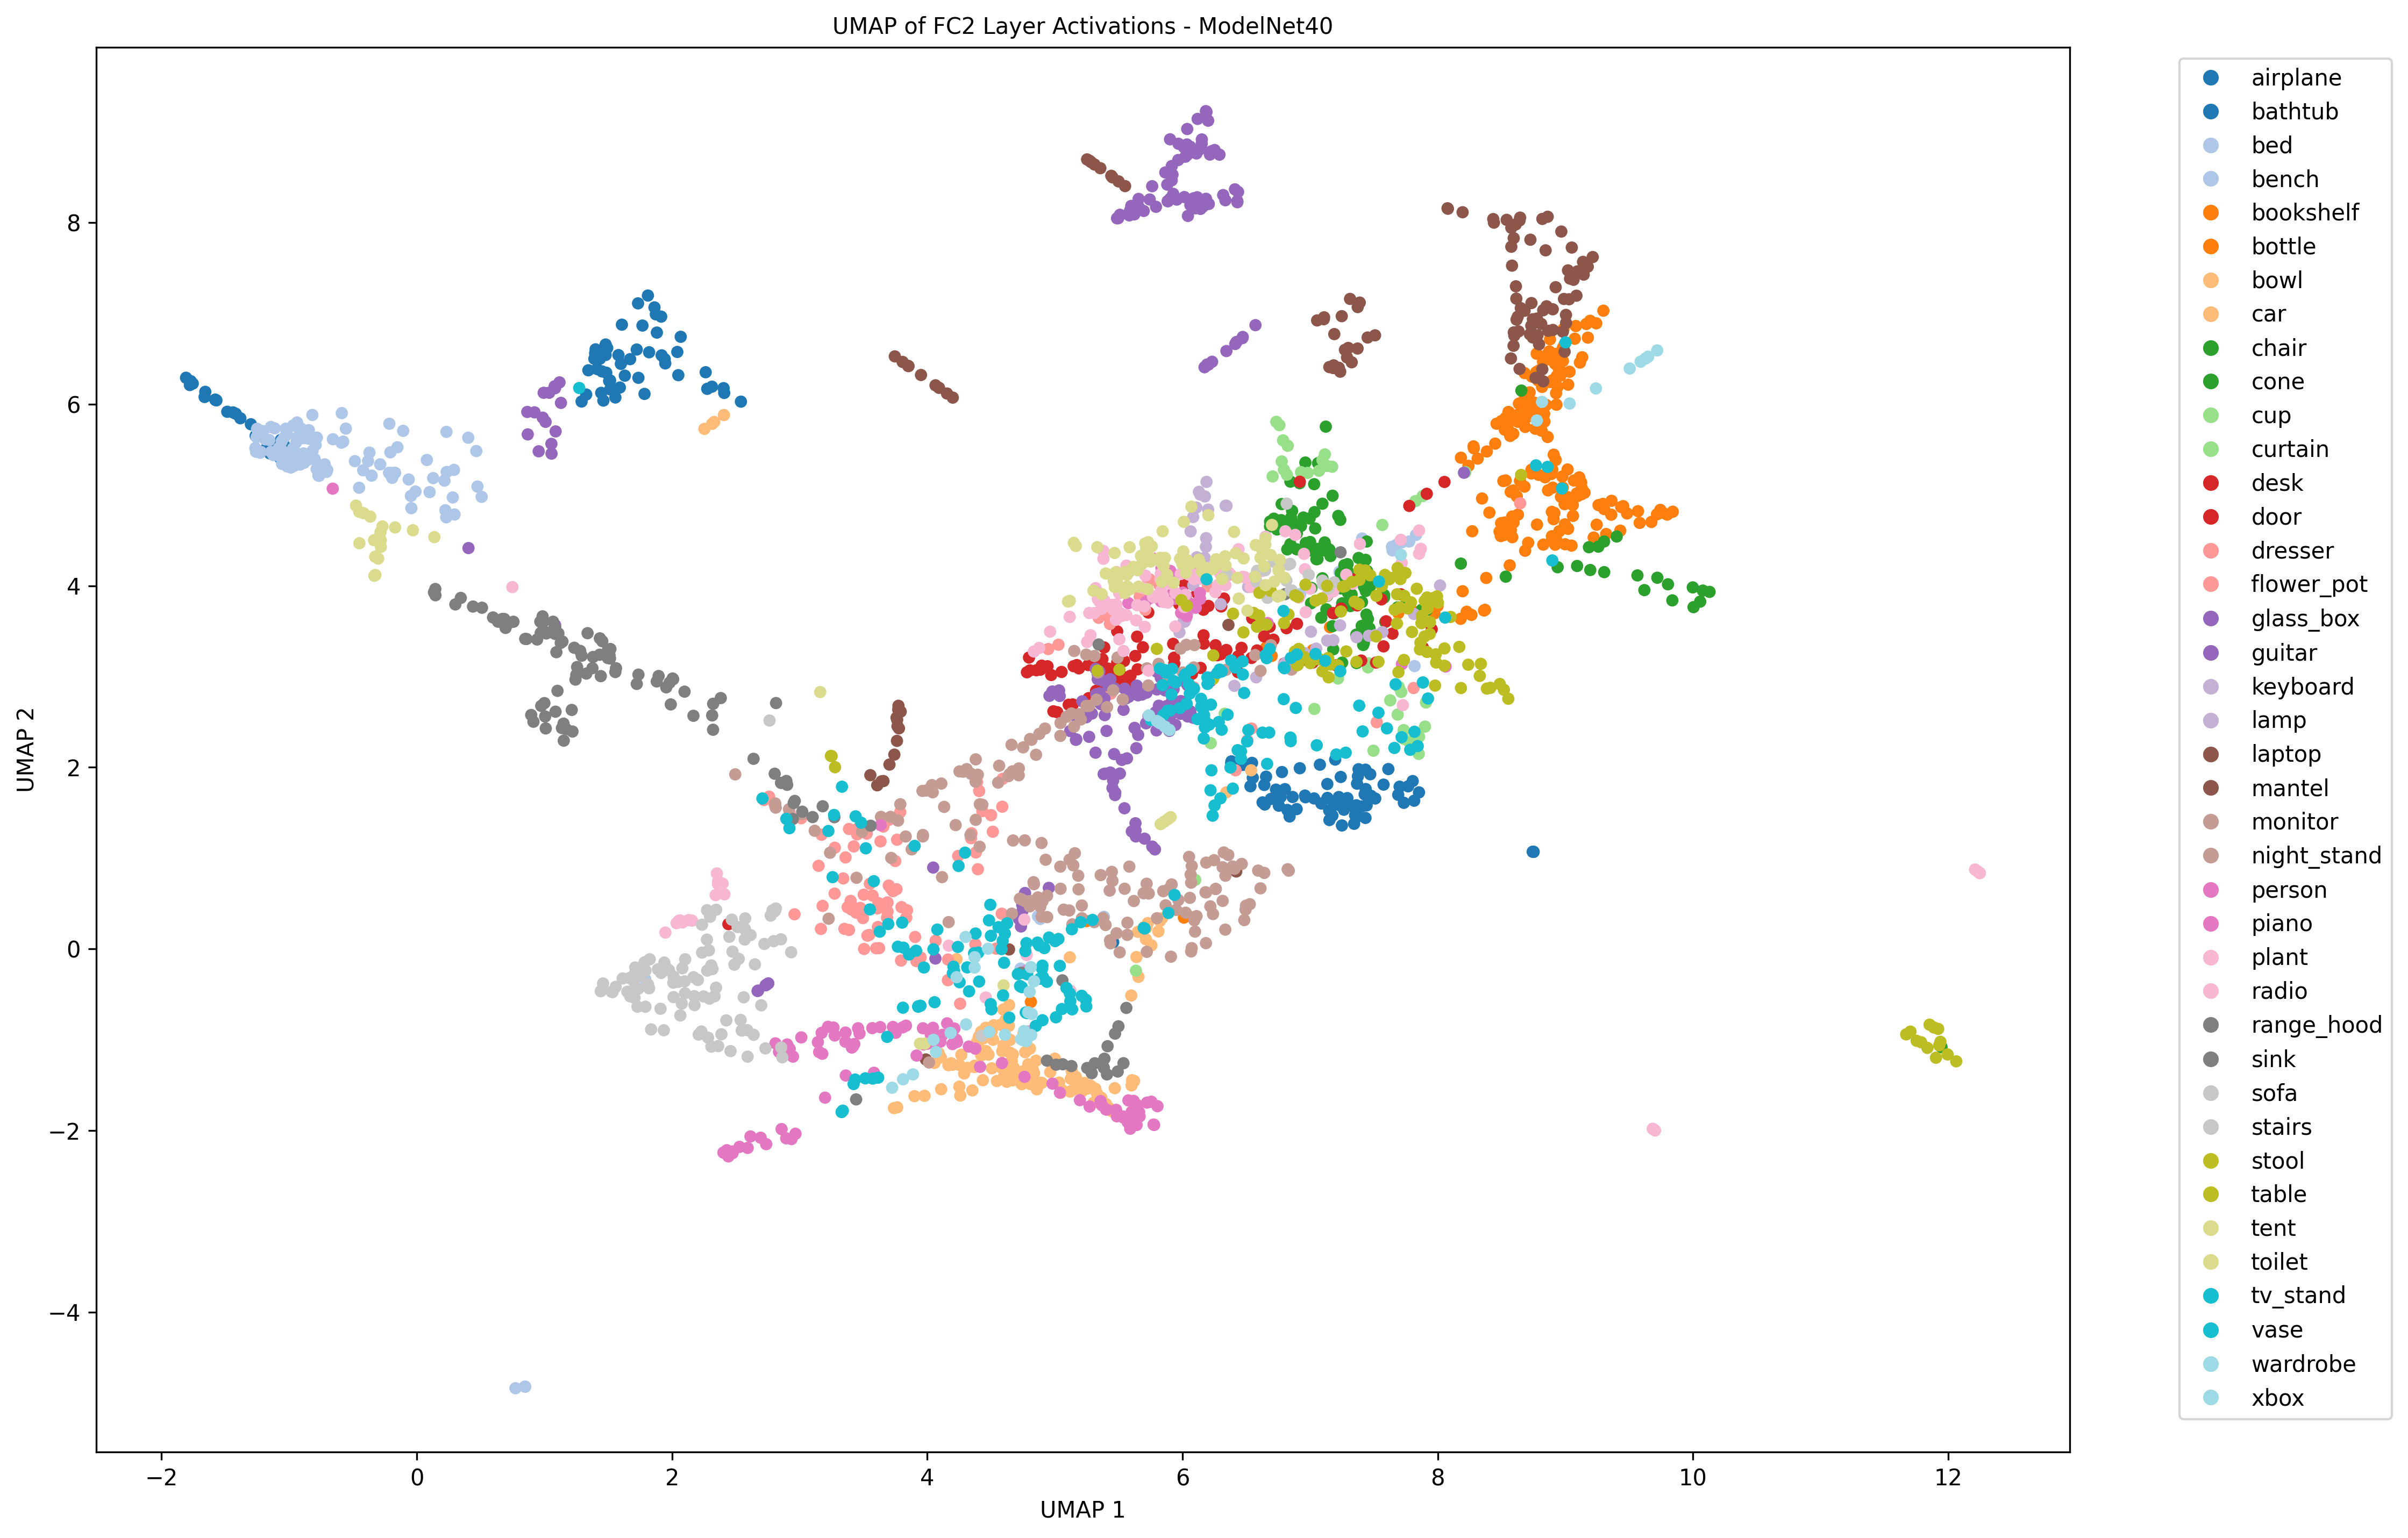 UMAP of FC2 Layer Activations - ModelNet40
8
6
4
2
0
−2
−4
UMAP 2
−2
0
2
4
6
8
10
12
UMAP 1
airplane
bathtub
bed
bench
bookshelf
bottle
bowl
car
chair
cone
cup
curtain
desk
door
dresser
flower_pot
glass_box
guitar
keyboard
lamp
laptop
mantel
monitor
night_stand
person
piano
plant
radio
range_hood
sink
sofa
stairs
stool
table
tent
toilet
tv_stand
vase
wardrobe
xbox